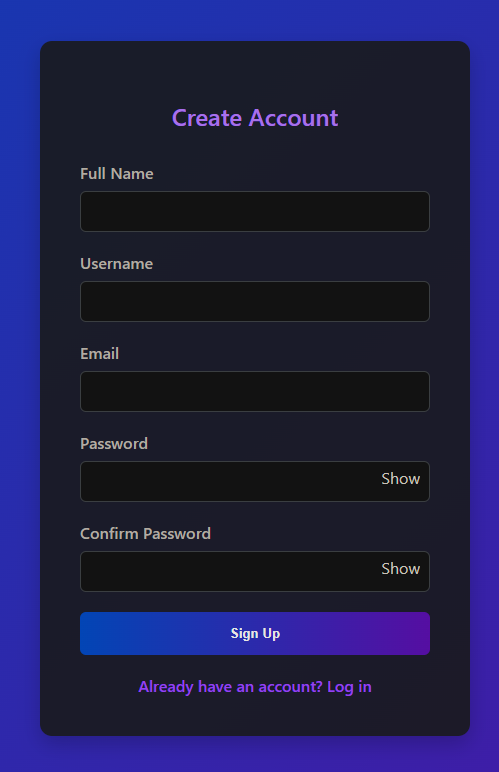 Create Account
Full Name
Username
Email
Password
Show
Confirm Password
Show
Sign Up
Already have an account? Log in